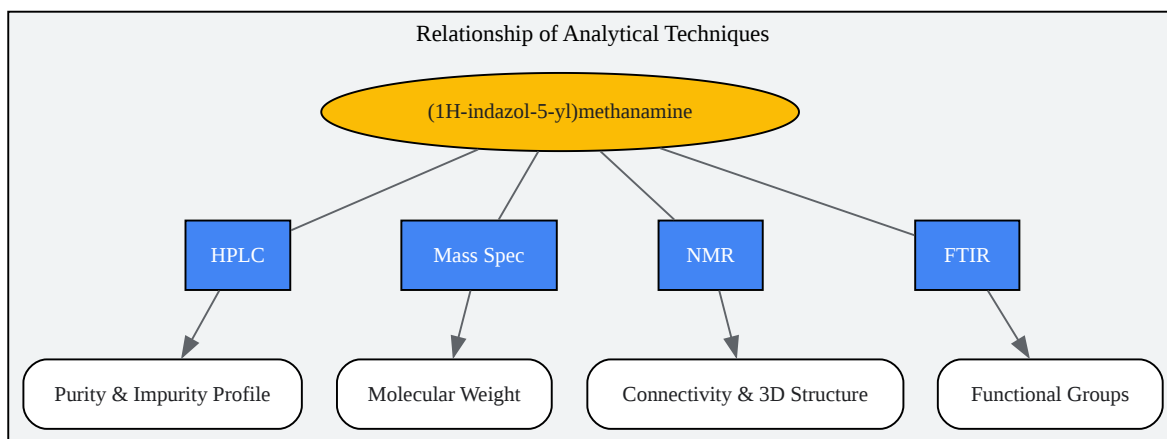 Relationship of Analytical Techniques
(1H-indazol-5-yl)methanamine
HPLC
Mass Spec
NMR
FTIR
Purity & Impurity Profile
Molecular Weight
Connectivity & 3D Structure
Functional Groups